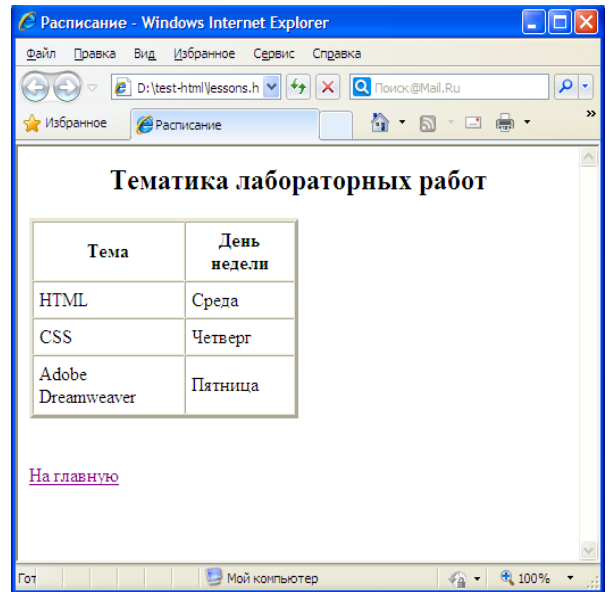 Расписание - Windows Internet Explorer
Файл Правка Вид Избранное Сервис Справка
D:\test-html\lessons.h Поиск@Mail.Ru
Избранное Расписание »
Тематика лабораторных работ
Тема День недели
HTML Среда
CSS Четверг
Adobe Dreamweaver Пятница
На главную
Гот Мой компьютер 100%